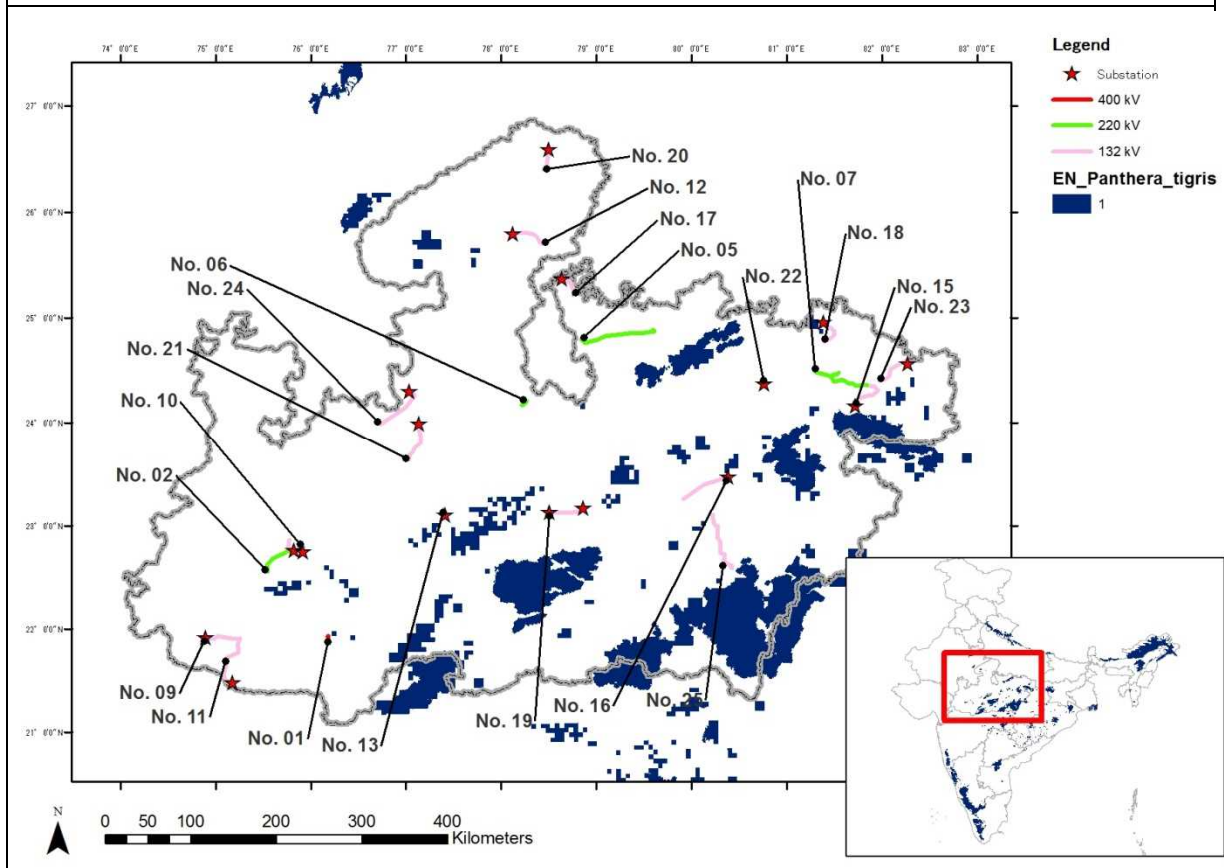 74° 0'0"E 75° 0'0"E 76° 0'0"E 77° 0'0"E 78° 0'0"E 79° 0'0"E 80° 0'0"E 81° 0'0"E 82° 0'0"E 83° 0'0"E
Legend
Substation
400 kV
220 kV
132 kV
EN_Panthera_tigris
1
27° 0'0"N
26° 0'0"N
25° 0'0"N
24° 0'0"N
23° 0'0"N
22° 0'0"N
21° 0'0"N
No. 20
No. 12
No. 07
No. 17
No. 18
No. 05
No. 06
No. 22
No. 24
No. 15
No. 23
No. 21
No. 10
No. 02
No. 09
No. 11
No. 01
No. 13
No. 19
No. 16
No. 25
N
0 50 100 200 300 400
Kilometers